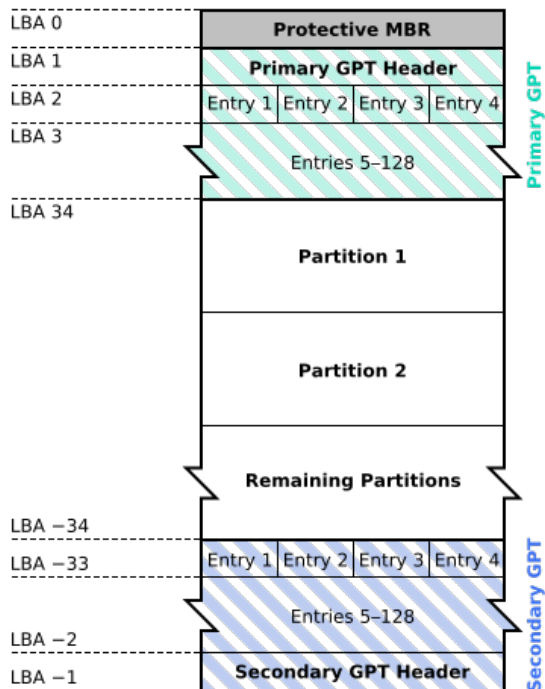 LBA 0
Protective MBR
LBA 1
Primary GPT Header
LBA 2
Entry 1 Entry 2 Entry 3 Entry 4
LBA 3
Entries 5–128
Primary GPT
LBA 34
Partition 1
Partition 2
Remaining Partitions
LBA −34
LBA −33
Entry 1 Entry 2 Entry 3 Entry 4
Entries 5–128
LBA −2
LBA −1
Secondary GPT Header
Secondary GPT